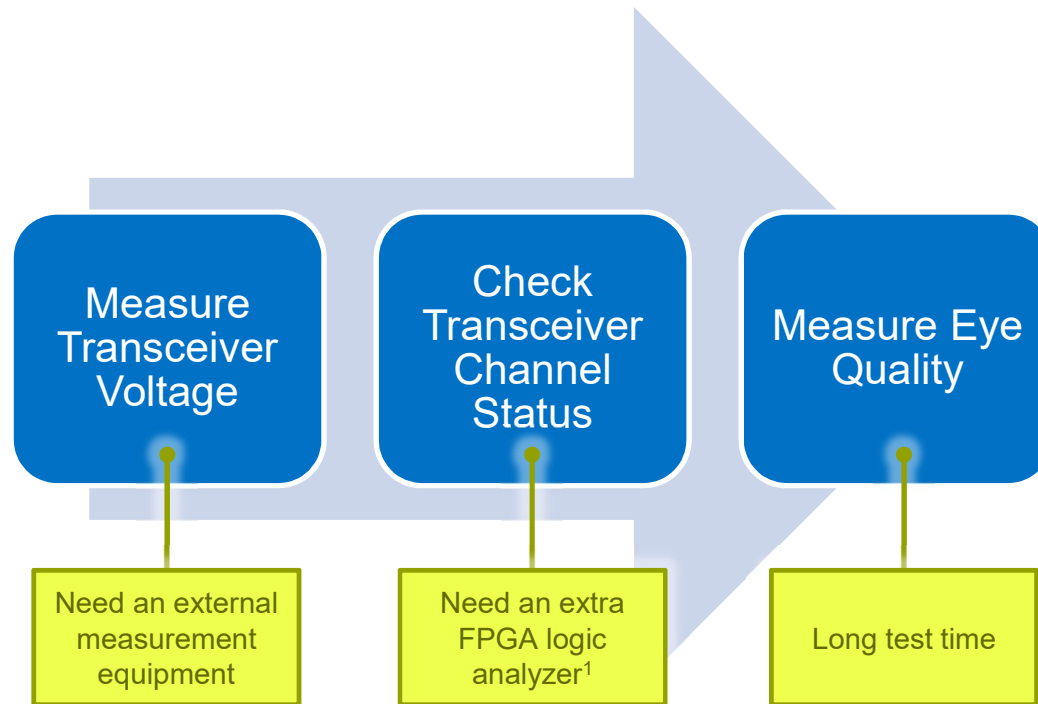 Measure
Transceiver
Voltage
Check
Transceiver
Channel
Status
Measure Eye
Quality
Need an external
measurement
equipment
Need an extra
FPGA logic
analyzer¹
Long test time